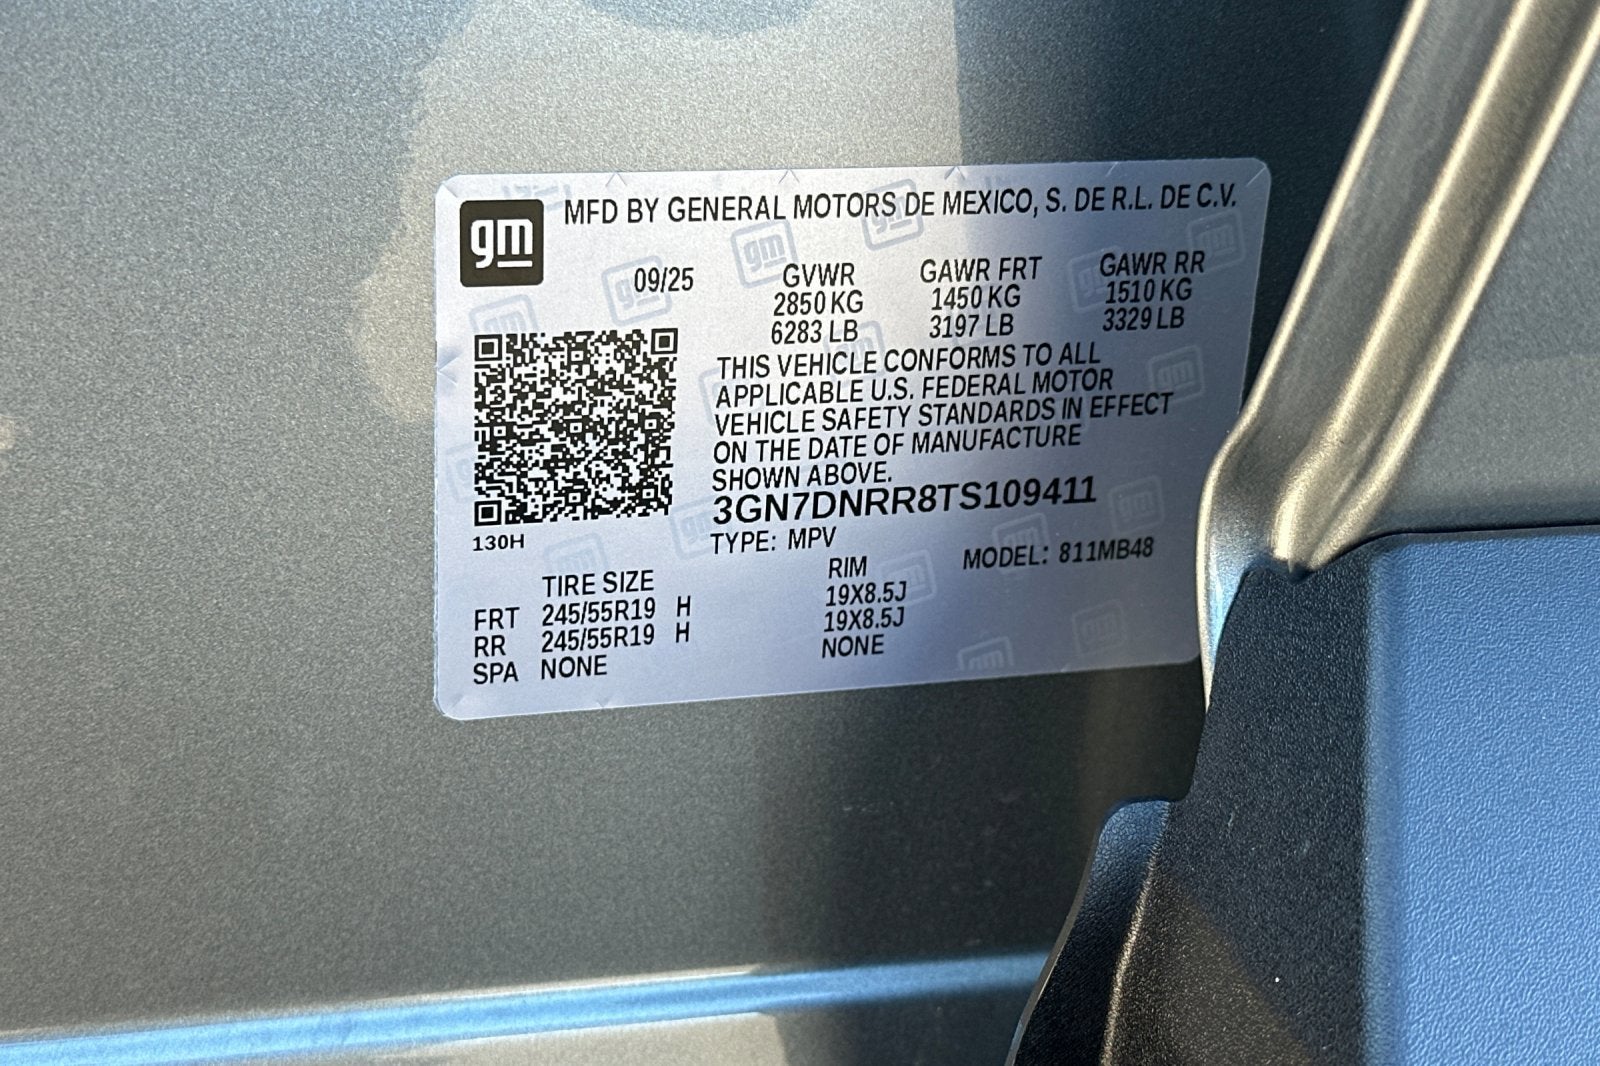 gm MFD BY GENERAL MOTORS DE MEXICO, S. DE R.L. DE C.V.
09/25 GVWR GAWR FRT GAWR RR
2850 KG 1450 KG 1510 KG
6283 LB 3197 LB 3329 LB
THIS VEHICLE CONFORMS TO ALL
APPLICABLE U.S. FEDERAL MOTOR
VEHICLE SAFETY STANDARDS IN EFFECT
ON THE DATE OF MANUFACTURE
SHOWN ABOVE.
3GN7DNRR8TS109411
130H TYPE: MPV MODEL: 811MB48
TIRE SIZE RIM
FRT 245/55R19 H 19X8.5J
RR 245/55R19 H 19X8.5J
SPA NONE NONE